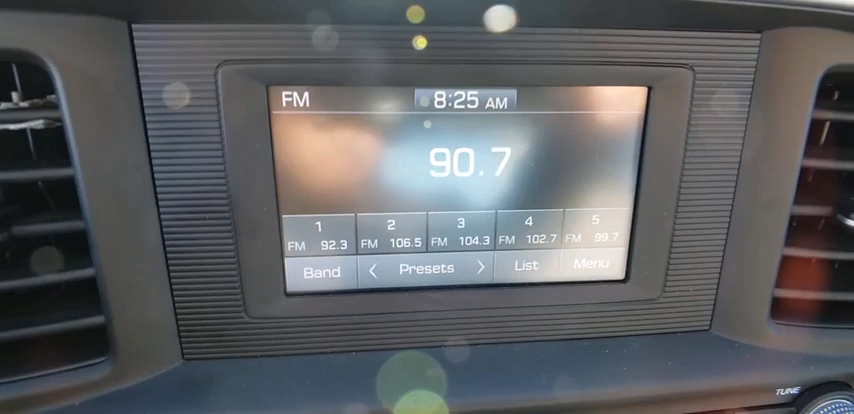 FM 8:25 AM
90.7
1 2 3 4 5
FM 92.3 FM 106.5 FM 104.3 FM 102.7 FM 99.7
Band < Presets > List Menu
TUNE